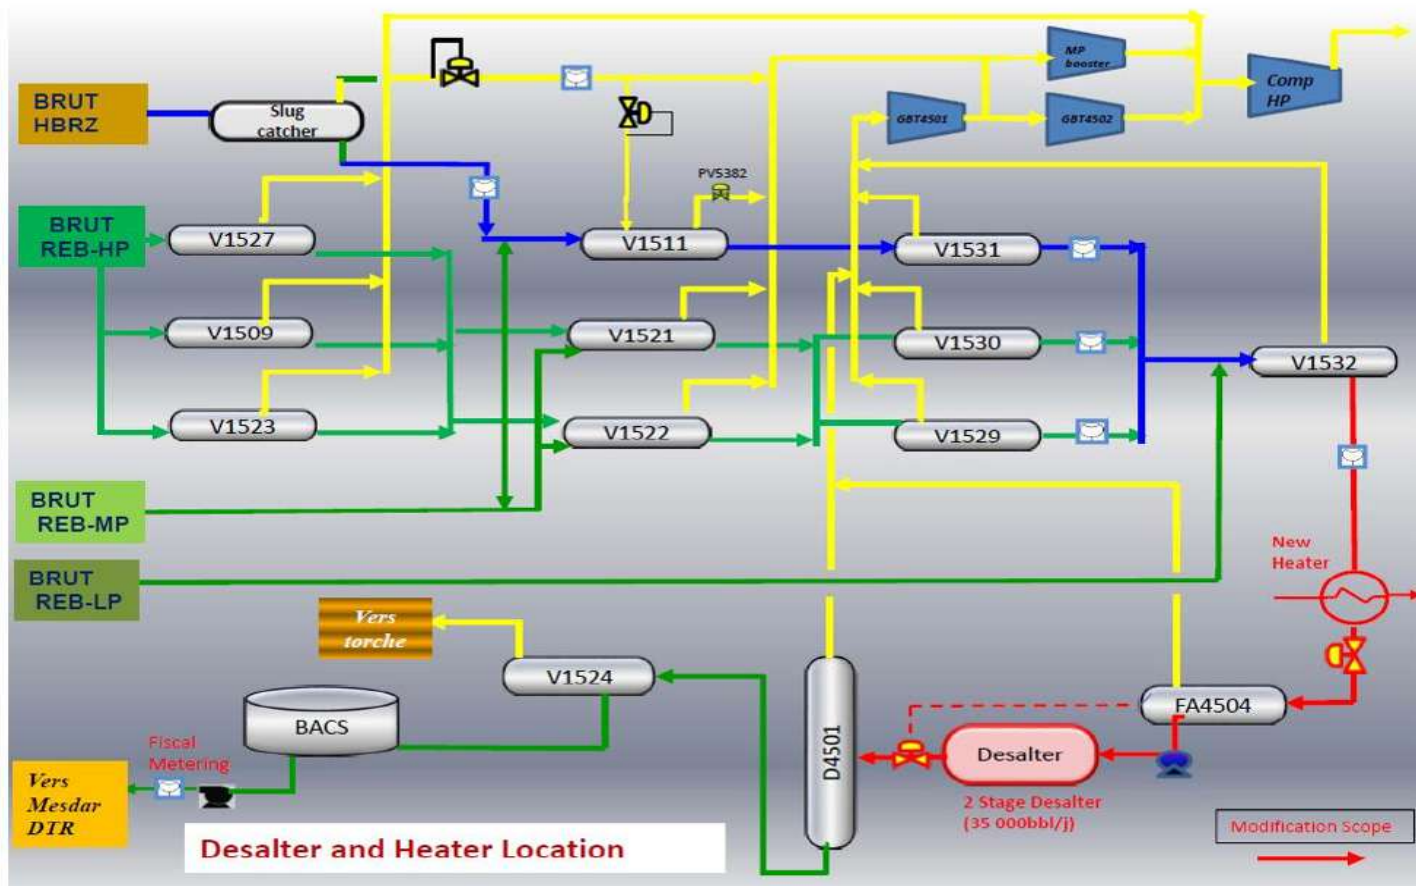 BRUT
HBRZ
Slug
catcher
MP
booster
Comp
HP
GBT4501
GBT4502
PV5382
BRUT
REB-HP
V1527
V1511
V1531
V1509
V1521
V1530
V1532
V1523
V1522
V1529
BRUT
REB-MP
BRUT
REB-LP
New
Heater
Vers
torche
V1524
FA4504
BACS
D4501
Desalter
Fiscal
Metering
Vers
Mesdar
DTR
2 Stage Desalter
(35 000bbl/j)
Modification Scope
Desalter and Heater Location